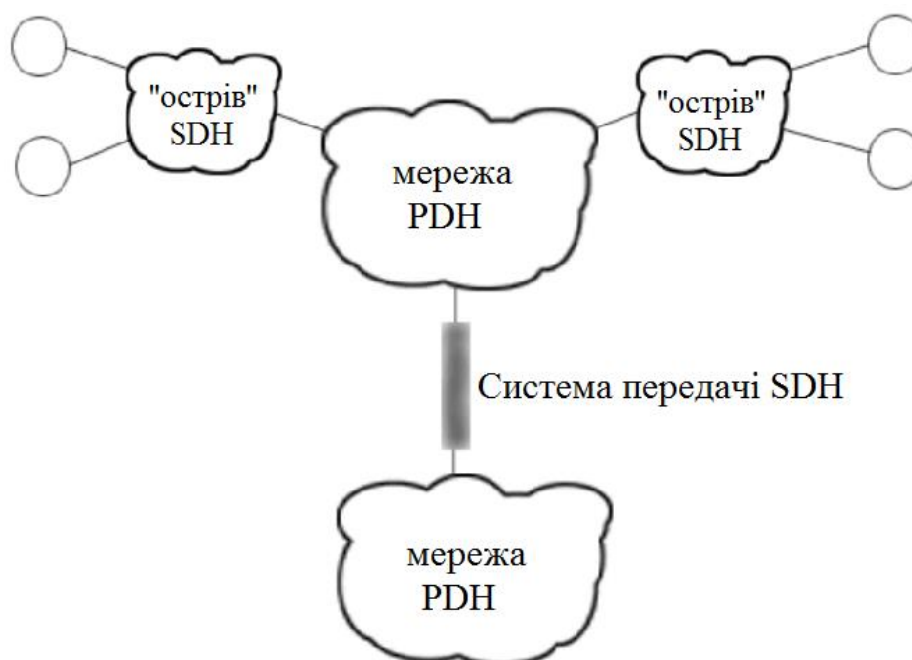 "острів"
SDH
"острів"
SDH
мережа
PDH
Система передачі SDH
мережа
PDH